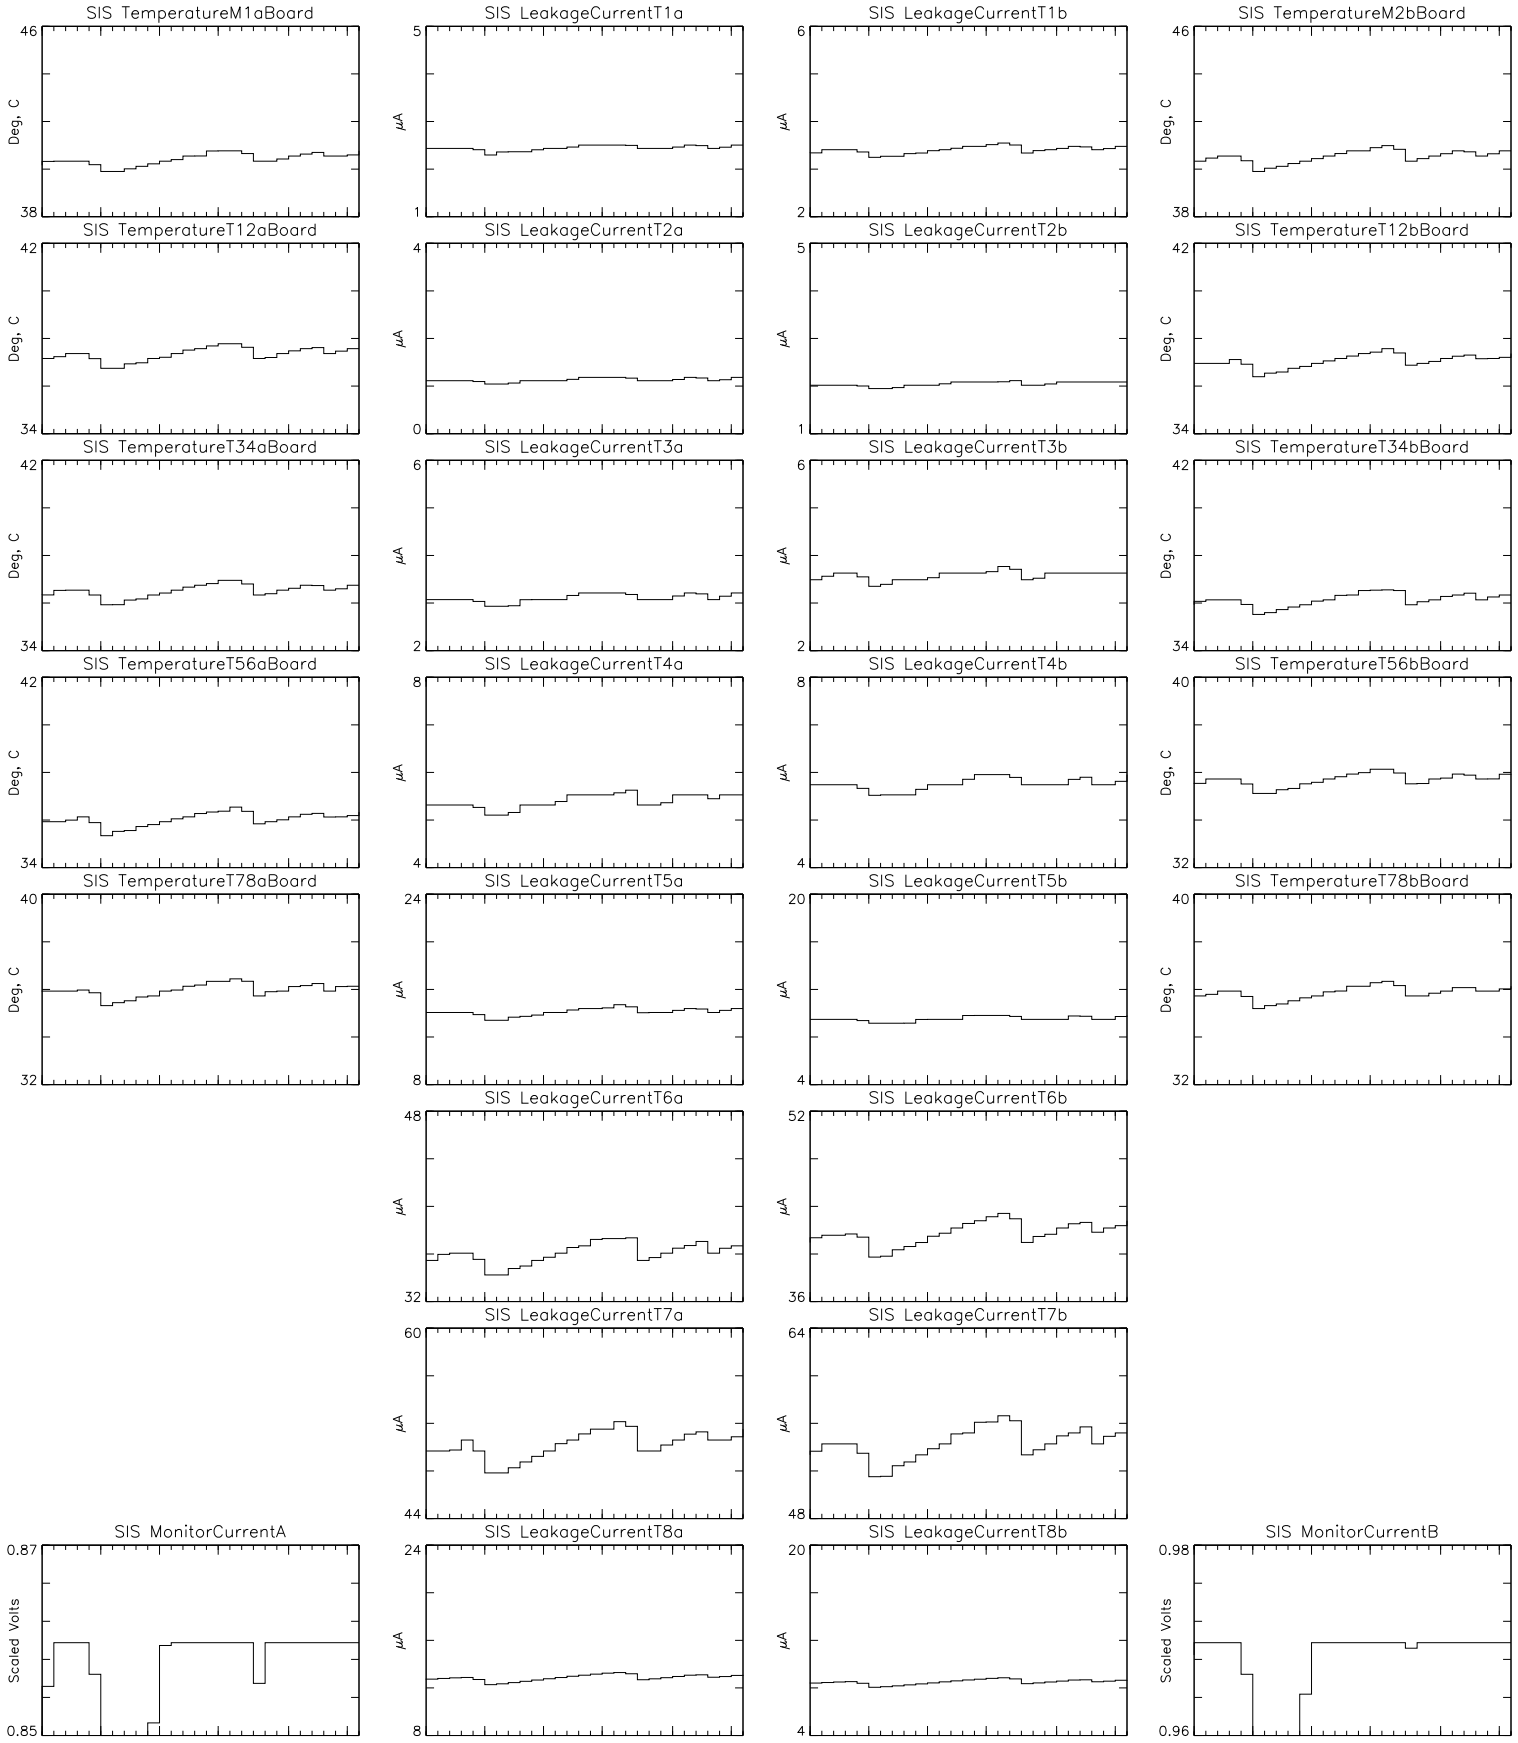 SIS TemperatureM1aBoard
SIS LeakageCurrentT1a
SIS LeakageCurrentT1b
SIS TemperatureM2bBoard
46
Deg, C
38
5
µA
1
6
µA
2
46
Deg, C
38
SIS TemperatureT12aBoard
SIS LeakageCurrentT2a
SIS LeakageCurrentT2b
SIS TemperatureT12bBoard
42
Deg, C
34
4
µA
0
5
µA
1
42
Deg, C
34
SIS TemperatureT34aBoard
SIS LeakageCurrentT3a
SIS LeakageCurrentT3b
SIS TemperatureT34bBoard
42
Deg, C
34
6
µA
2
6
µA
2
42
Deg, C
34
SIS TemperatureT56aBoard
SIS LeakageCurrentT4a
SIS LeakageCurrentT4b
SIS TemperatureT56bBoard
42
Deg, C
34
8
µA
4
8
µA
4
40
Deg, C
32
SIS TemperatureT78aBoard
SIS LeakageCurrentT5a
SIS LeakageCurrentT5b
SIS TemperatureT78bBoard
40
Deg, C
32
24
µA
8
20
µA
4
40
Deg, C
32
SIS LeakageCurrentT6a
SIS LeakageCurrentT6b
48
µA
32
52
µA
36
SIS LeakageCurrentT7a
SIS LeakageCurrentT7b
60
µA
44
64
µA
48
SIS MonitorCurrentA
SIS LeakageCurrentT8a
SIS LeakageCurrentT8b
SIS MonitorCurrentB
0.87
Scaled Volts
0.85
24
µA
8
20
µA
4
0.98
Scaled Volts
0.96